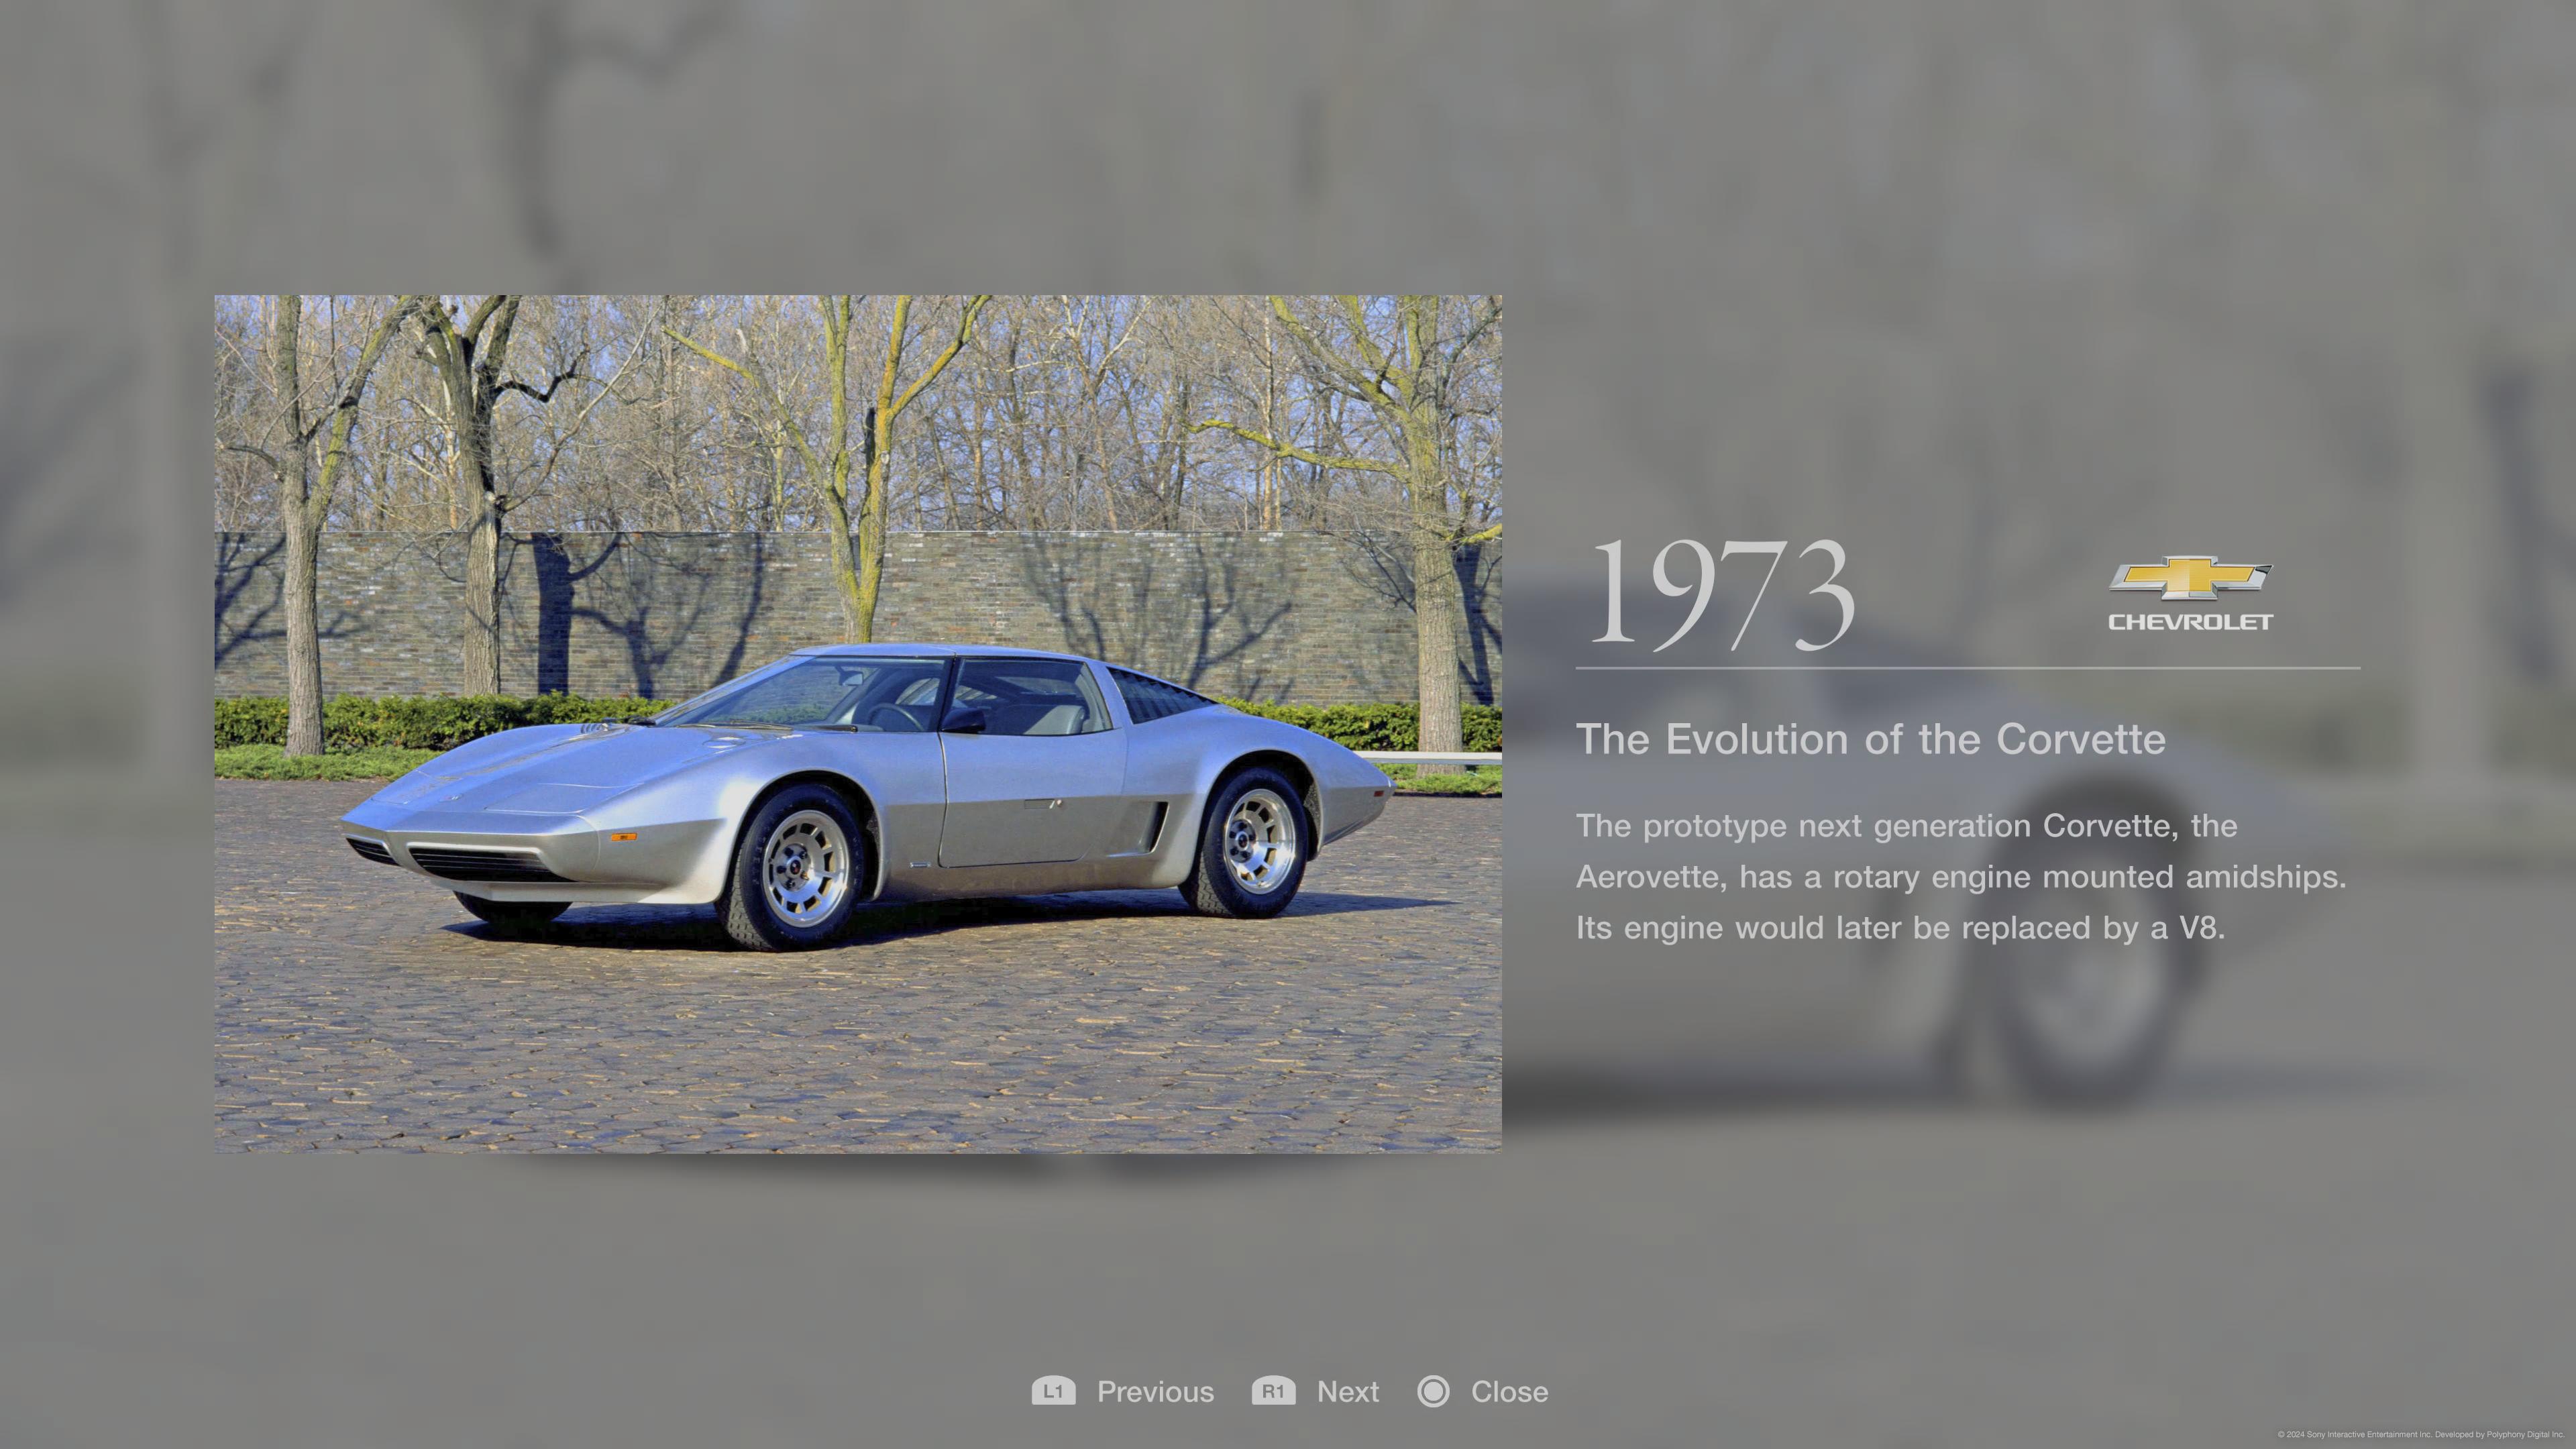 1973
CHEVROLET
The Evolution of the Corvette
The prototype next generation Corvette, the
Aerovette, has a rotary engine mounted amidships.
Its engine would later be replaced by a V8.
L1 Previous R1 Next Close
© 2024 Sony Interactive Entertainment Inc. Developed by Polyphony Digital Inc.